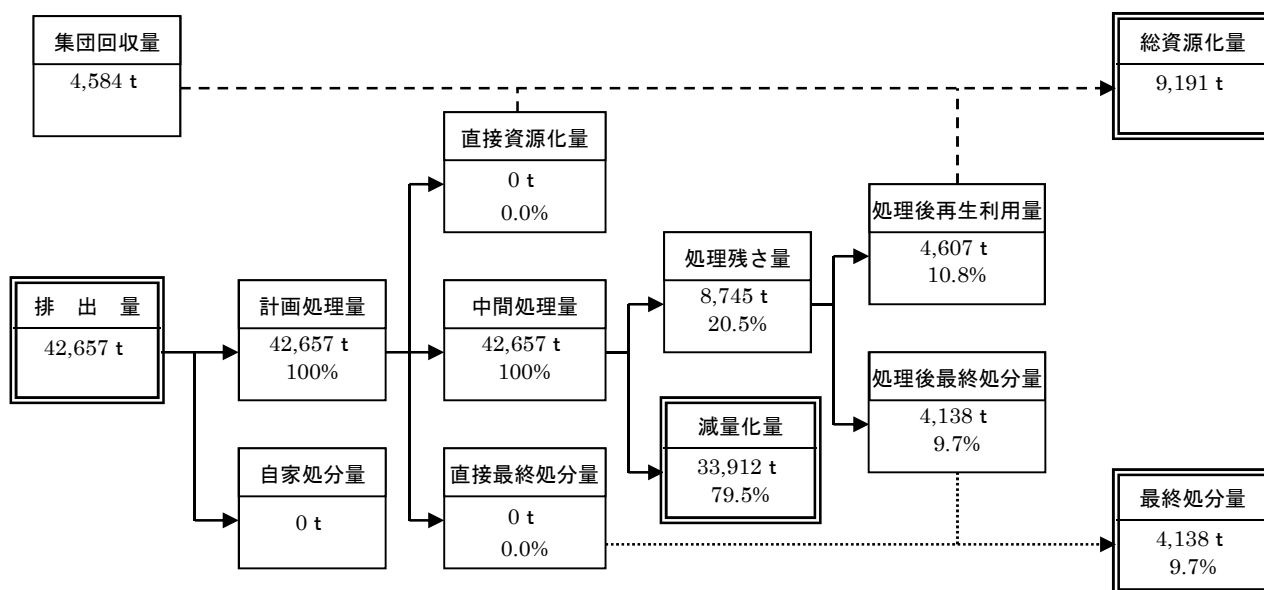 集団回収量
4,584 t
総資源化量
9,191 t
直接資源化量
0 t
0.0%
処理後再生利用量
4,607 t
10.8%
処理残さ量
8,745 t
20.5%
排 出 量
42,657 t
計画処理量
42,657 t
100%
中間処理量
42,657 t
100%
処理後最終処分量
4,138 t
9.7%
減量化量
33,912 t
79.5%
自家処分量
0 t
直接最終処分量
0 t
0.0%
最終処分量
4,138 t
9.7%